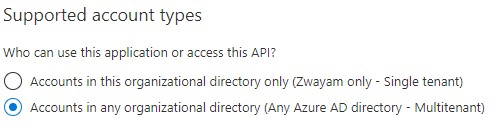 Supported account types
Who can use this application or access this API?
Accounts in this organizational directory only (Zwayam only - Single tenant)
Accounts in any organizational directory (Any Azure AD directory - Multitenant)